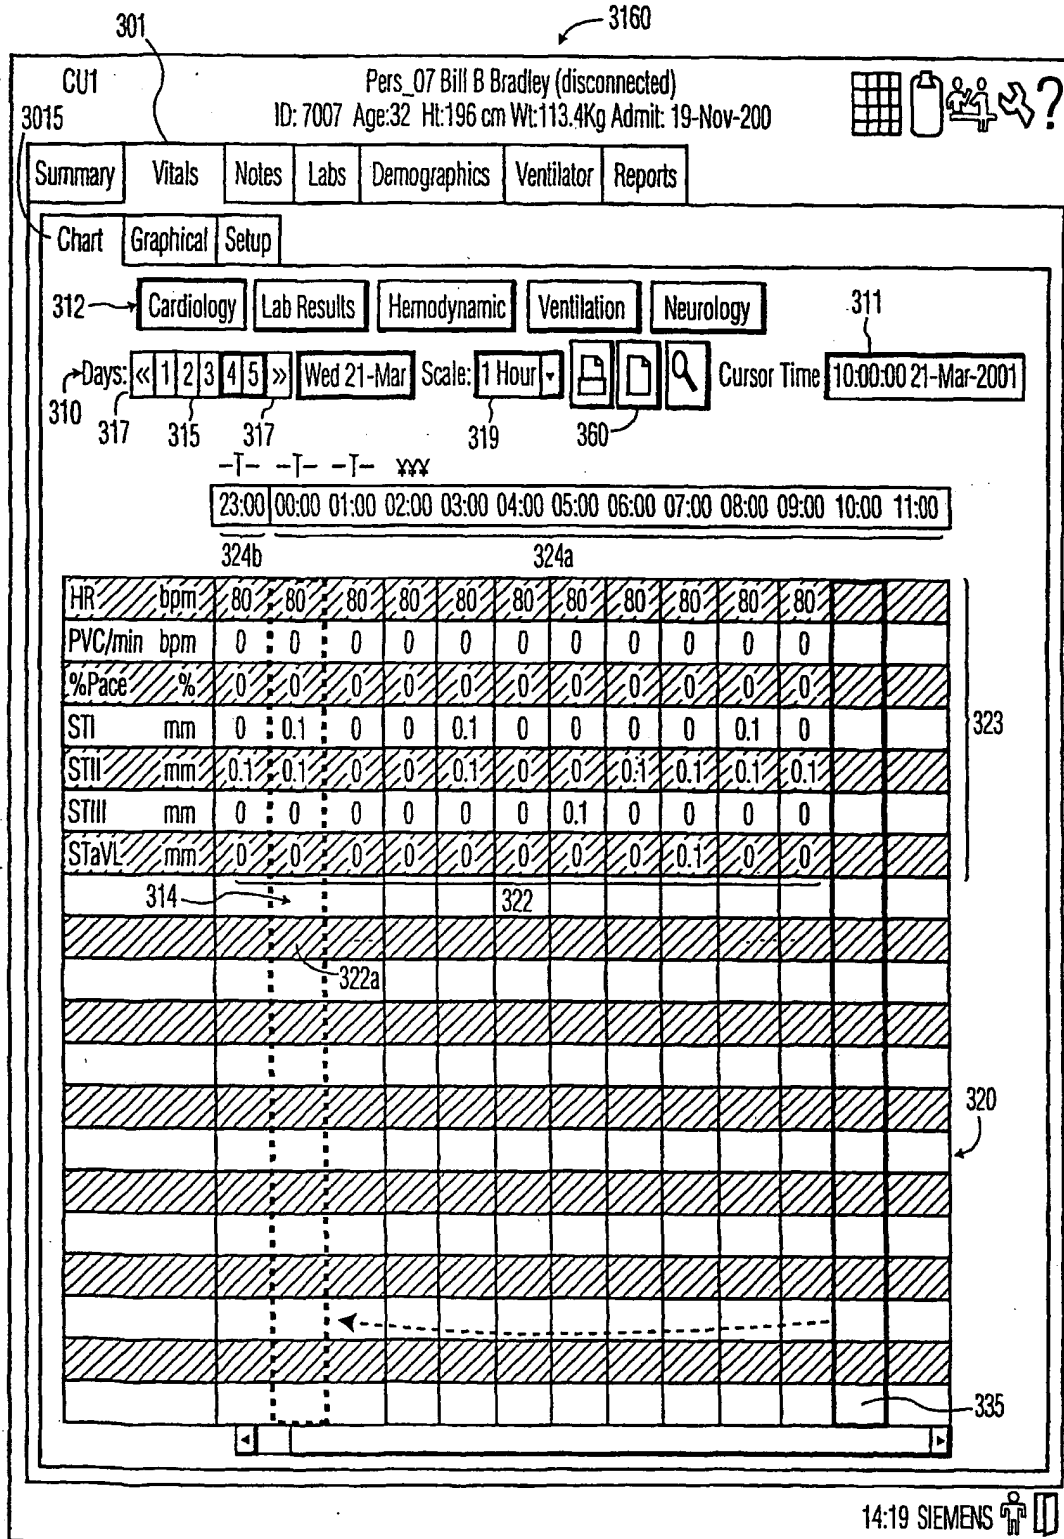 301
3160
CU1
Pers_07 Bill B Bradley (disconnected)
ID: 7007 Age:32 Ht:196 cm Wt:113.4Kg Admit: 19-Nov-200
?
3015
Summary Vitals Notes Labs Demographics Ventilator Reports
Chart Graphical Setup
312 Cardiology Lab Results Hemodynamic Ventilation Neurology
311
310 Days: « 1 2 3 4 5 » Wed 21-Mar Scale: 1 Hour Cursor Time 10:00:00 21-Mar-2001
317 315 317 319 360
-T- -T- -T- ¥¥¥
23:00 00:00 01:00 02:00 03:00 04:00 05:00 06:00 07:00 08:00 09:00 10:00 11:00
324b 324a
HR bpm 80 80 80 80 80 80 80 80 80 80 80
PVC/min bpm 0 0 0 0 0 0 0 0 0 0 0
%Pace % 0 0 0 0 0 0 0 0 0 0 0
STI mm 0 0.1 0 0 0.1 0 0 0 0 0.1 0
323
STII mm 0.1 0.1 0 0 0.1 0 0 0.1 0.1 0.1 0.1
STIII mm 0 0 0 0 0 0 0.1 0 0 0 0
STaVL mm 0 0 0 0 0 0 0 0 0.1 0 0
314 322
322a
320
335
14:19 SIEMENS